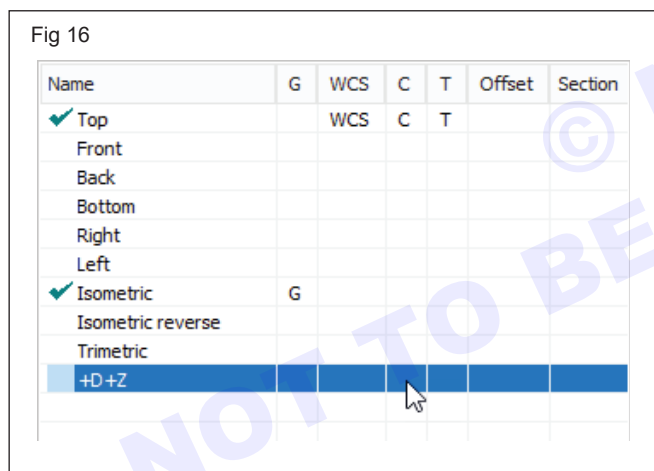 Fig 16
Name G WCS C T Offset Section
Top WCS C T
Front
Back
Bottom
Right
Left
Isometric G
Isometric reverse
Trimetric
+D+Z
©
NOT TO BE